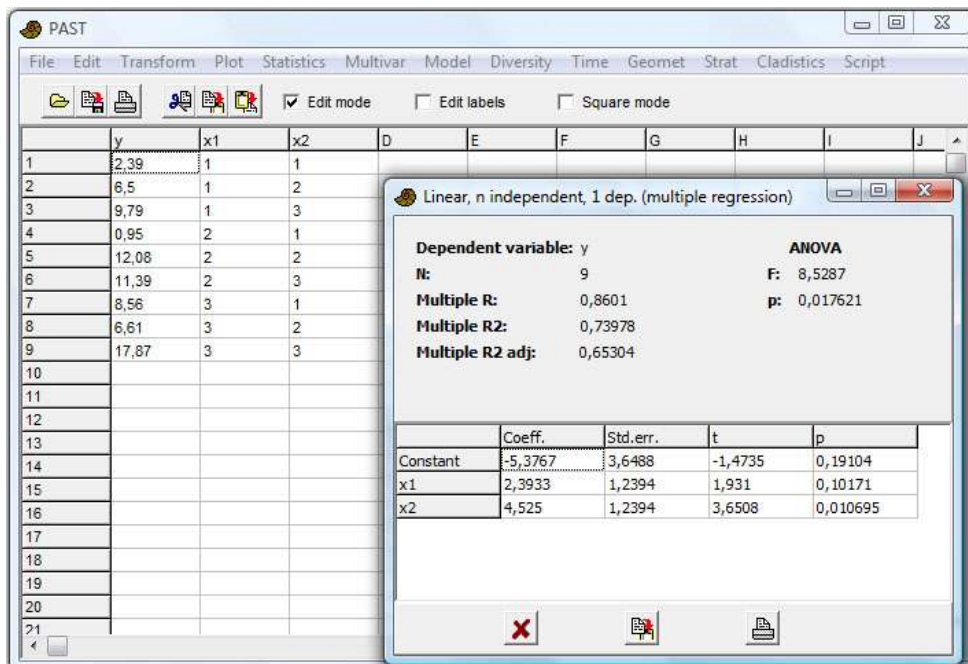 PAST
File Edit Transform Plot Statistics Multivar Model Diversity Time Geomet Strat Cladistics Script
Edit mode Edit labels Square mode
y x1 x2 D E F G H I J
1 2,39 1 1
2 6,5 1 2
3 9,79 1 3
4 0,95 2 1
5 12,08 2 2
6 11,39 2 3
7 8,56 3 1
8 6,61 3 2
9 17,87 3 3
10
11
12
13
14
15
16
17
18
19
20
21
Linear, n independent, 1 dep. (multiple regression)
Dependent variable: y ANOVA
N: 9 F: 8,5287
Multiple R: 0,8601 p: 0,017621
Multiple R2: 0,73978
Multiple R2 adj: 0,65304
Coeff. Std.err. t p
Constant -5,3767 3,6488 -1,4735 0,19104
x1 2,3933 1,2394 1,931 0,10171
x2 4,525 1,2394 3,6508 0,010695